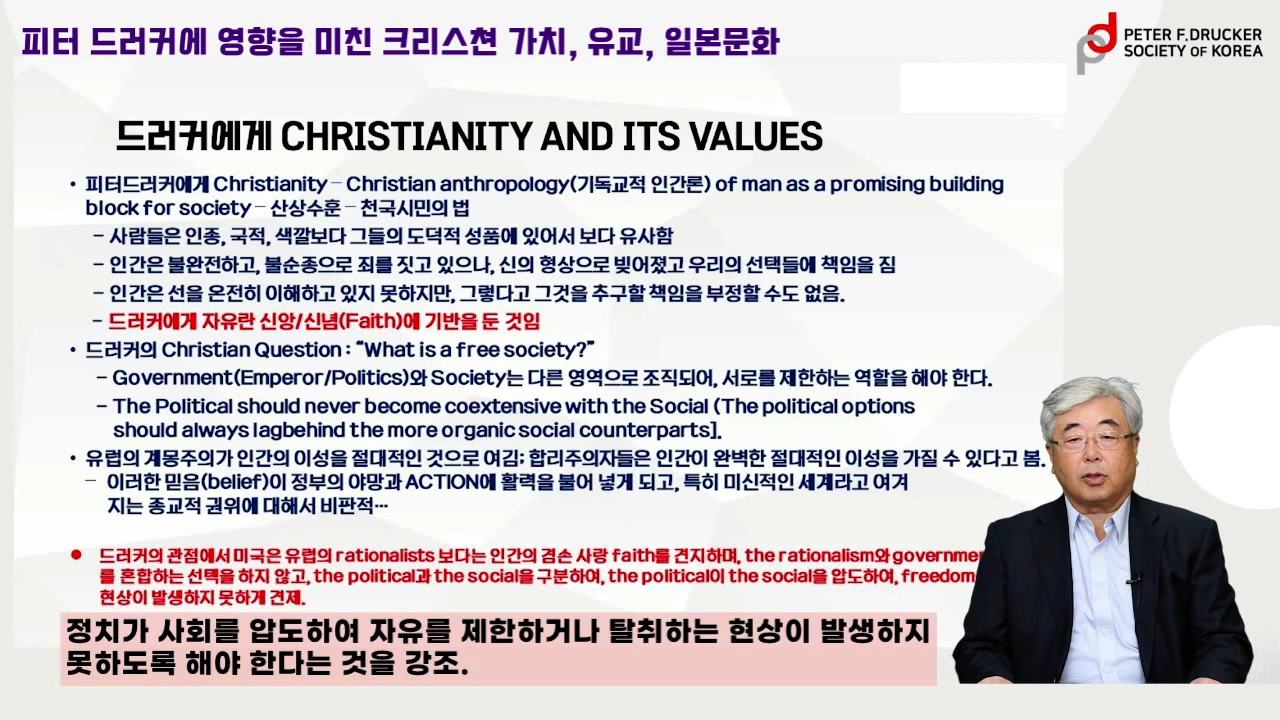 피터 드러커에 영향을 미친 크리스쳔 가치, 유교, 일본문화
PETER F.DRUCKER
SOCIETY OF KOREA
드러커에게 CHRISTIANITY AND ITS VALUES
• 피터드러커에게 Christianity – Christian anthropology(기독교적 인간론) of man as a promising building
block for society – 산상수훈 – 천국시민의 법
– 사람들은 인종, 국적, 색깔보다 그들의 도덕적 성품에 있어서 보다 유사함
– 인간은 불완전하고, 불순종으로 죄를 짓고 있으나, 신의 형상으로 빚어졌고 우리의 선택들에 책임을 짐
– 인간은 선을 온전히 이해하고 있지 못하지만, 그렇다고 그것을 추구할 책임을 부정할 수도 없음.
– 드러커에게 자유란 신앙/신념(Faith)에 기반을 둔 것임
• 드러커의 Christian Question : “What is a free society?”
– Government(Emperor/Politics)와 Society는 다른 영역으로 조직되어, 서로를 제한하는 역할을 해야 한다.
– The Political should never become coextensive with the Social (The political options
should always lagbehind the more organic social counterparts].
• 유럽의 계몽주의가 인간의 이성을 절대적인 것으로 여김; 합리주의자들은 인간이 완벽한 절대적인 이성을 가질 수 있다고 봄.
– 이러한 믿음(belief)이 정부의 야망과 ACTION에 활력을 불어 넣게 되고, 특히 미신적인 세계라고 여겨
지는 종교적 권위에 대해서 비판적…
• 드러커의 관점에서 미국은 유럽의 rationalists 보다는 인간의 겸손 사랑 faith를 견지하며, the rationalism와
를 혼합하는 선택을 하지 않고, the political과 the social을 구분하여, the political이 the social을 압도하여, freedom
현상이 발생하지 못하게 견제.
정치가 사회를 압도하여 자유를 제한하거나 탈취하는 현상이 발생하지
못하도록 해야 한다는 것을 강조.